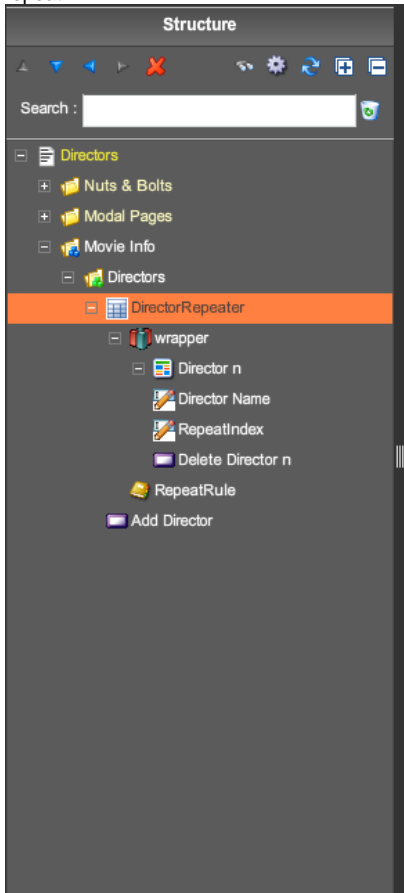 Structure
Search :
Directors
Nuts & Bolts
Modal Pages
Movie Info
Directors
DirectorRepeater
wrapper
Director n
Director Name
RepeatIndex
Delete Director n
RepeatRule
Add Director